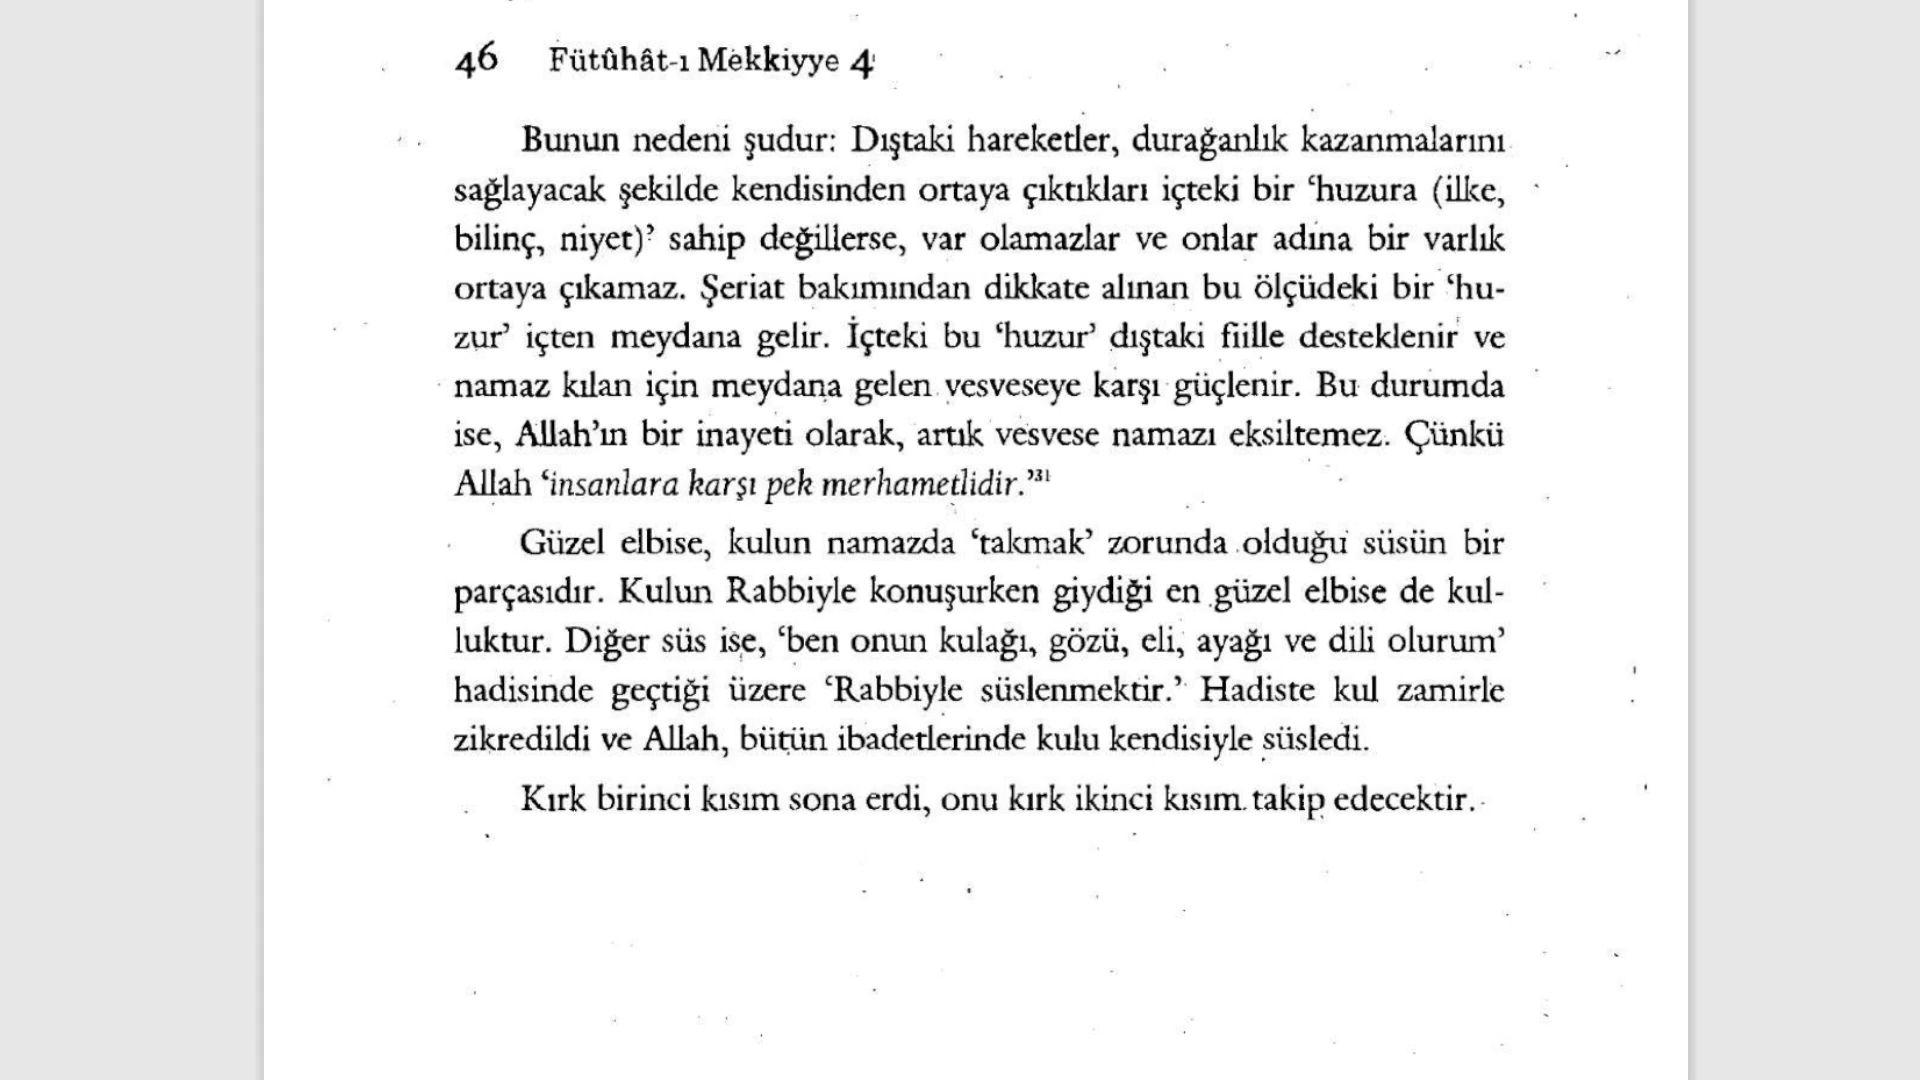 46 Fütûhât-ı Mekkiyye 4
Bunun nedeni şudur: Dıştaki hareketler, durağanlık kazanmalarını
sağlayacak şekilde kendisinden ortaya çıktıkları içteki bir ‘huzura (ilke,
bilinç, niyet)’ sahip değillerse, var olamazlar ve onlar adına bir varlık
ortaya çıkamaz. Şeriat bakımından dikkate alınan bu ölçüdeki bir ‘hu-
zur’ içten meydana gelir. İçteki bu ‘huzur’ dıştaki fiille desteklenir ve
namaz kılan için meydana gelen vesveseye karşı güçlenir. Bu durumda
ise, Allah’ın bir inayeti olarak, artık vesvese namazı eksiltemez. Çünkü
Allah ‘insanlara karşı pek merhametlidir.’31
Güzel elbise, kulun namazda ‘takmak’ zorunda olduğu süsün bir
parçasıdır. Kulun Rabbiyle konuşurken giydiği en güzel elbise de kul-
luktur. Diğer süs ise, ‘ben onun kulağı, gözü, eli, ayağı ve dili olurum’
hadisinde geçtiği üzere ‘Rabbiyle süslenmektir.’ Hadiste kul zamirle
zikredildi ve Allah, bütün ibadetlerinde kulu kendisiyle süsledi.
Kırk birinci kısım sona erdi, onu kırk ikinci kısım takip edecektir.